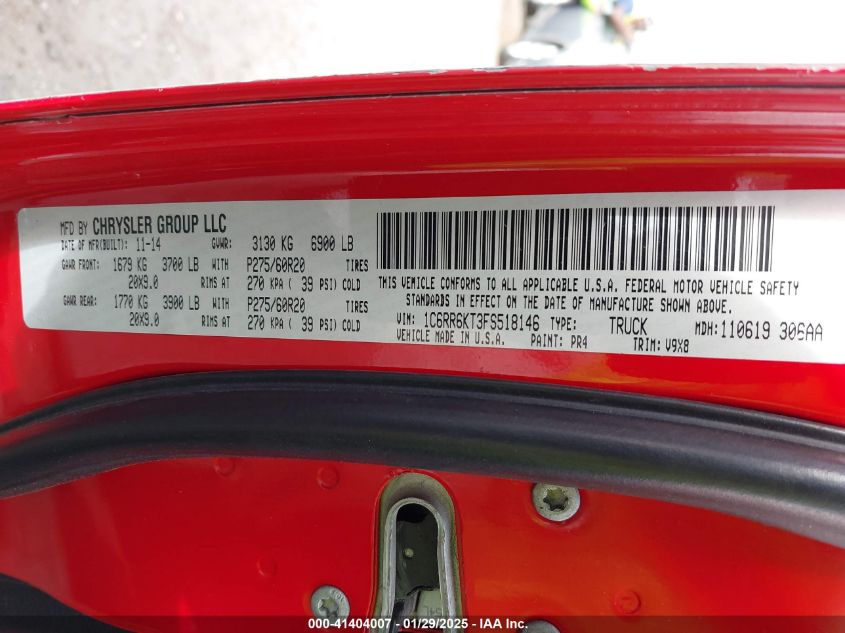 MFD BY CHRYSLER GROUP LLC
DATE OF MFR(BUILT): 11-14 GVWR: 3130 KG 6900 LB
GAWR FRONT: 1679 KG 3700 LB WITH P275/60R20 TIRES
20X9.0 RIMS AT 270 KPA ( 39 PSI) COLD
GAWR REAR: 1770 KG 3900 LB WITH P275/60R20 TIRES
20X9.0 RIMS AT 270 KPA ( 39 PSI) COLD
THIS VEHICLE CONFORMS TO ALL APPLICABLE U.S.A. FEDERAL MOTOR VEHICLE SAFETY
STANDARDS IN EFFECT ON THE DATE OF MANUFACTURE SHOWN ABOVE.
VIN: 1C6RR6KT3FS518146 TYPE: TRUCK MDH: 110619 306AA
VEHICLE MADE IN U.S.A. PAINT: PR4 TRIM: V9X8
000-41404007 - 01/29/2025 - IAA Inc.